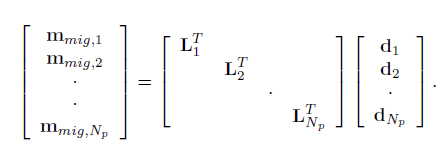 [ m_{mig,1} m_{mig,2} . . m_{mig,N_p} ] = [ L_1^T L_2^T . L_{N_p}^T ] [ d_1 d_2 . d_{N_p} ] .